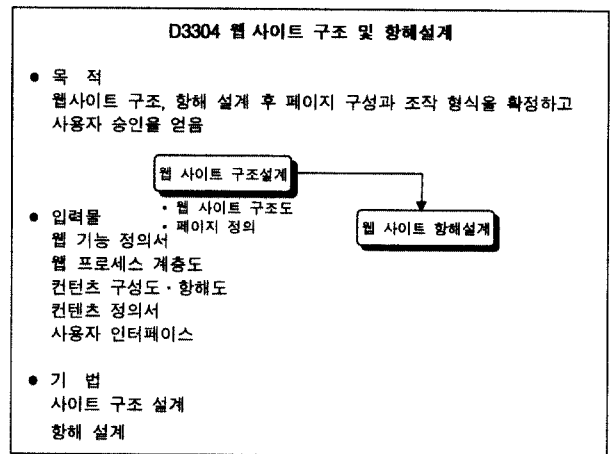 D3304 웹 사이트 구조 및 항해설계
● 목 적
웹사이트 구조, 항해 설계 후 페이지 구성과 조작 형식을 확정하고
사용자 승인을 얻음
웹 사이트 구조설계
· 웹 사이트 구조도
· 페이지 정의
웹 사이트 항해설계
● 입력물
웹 기능 정의서
웹 프로세스 계층도
컨턴츠 구성도 · 항해도
컨텐츠 정의서
사용자 인터페이스
● 기 법
사이트 구조 설계
항해 설계